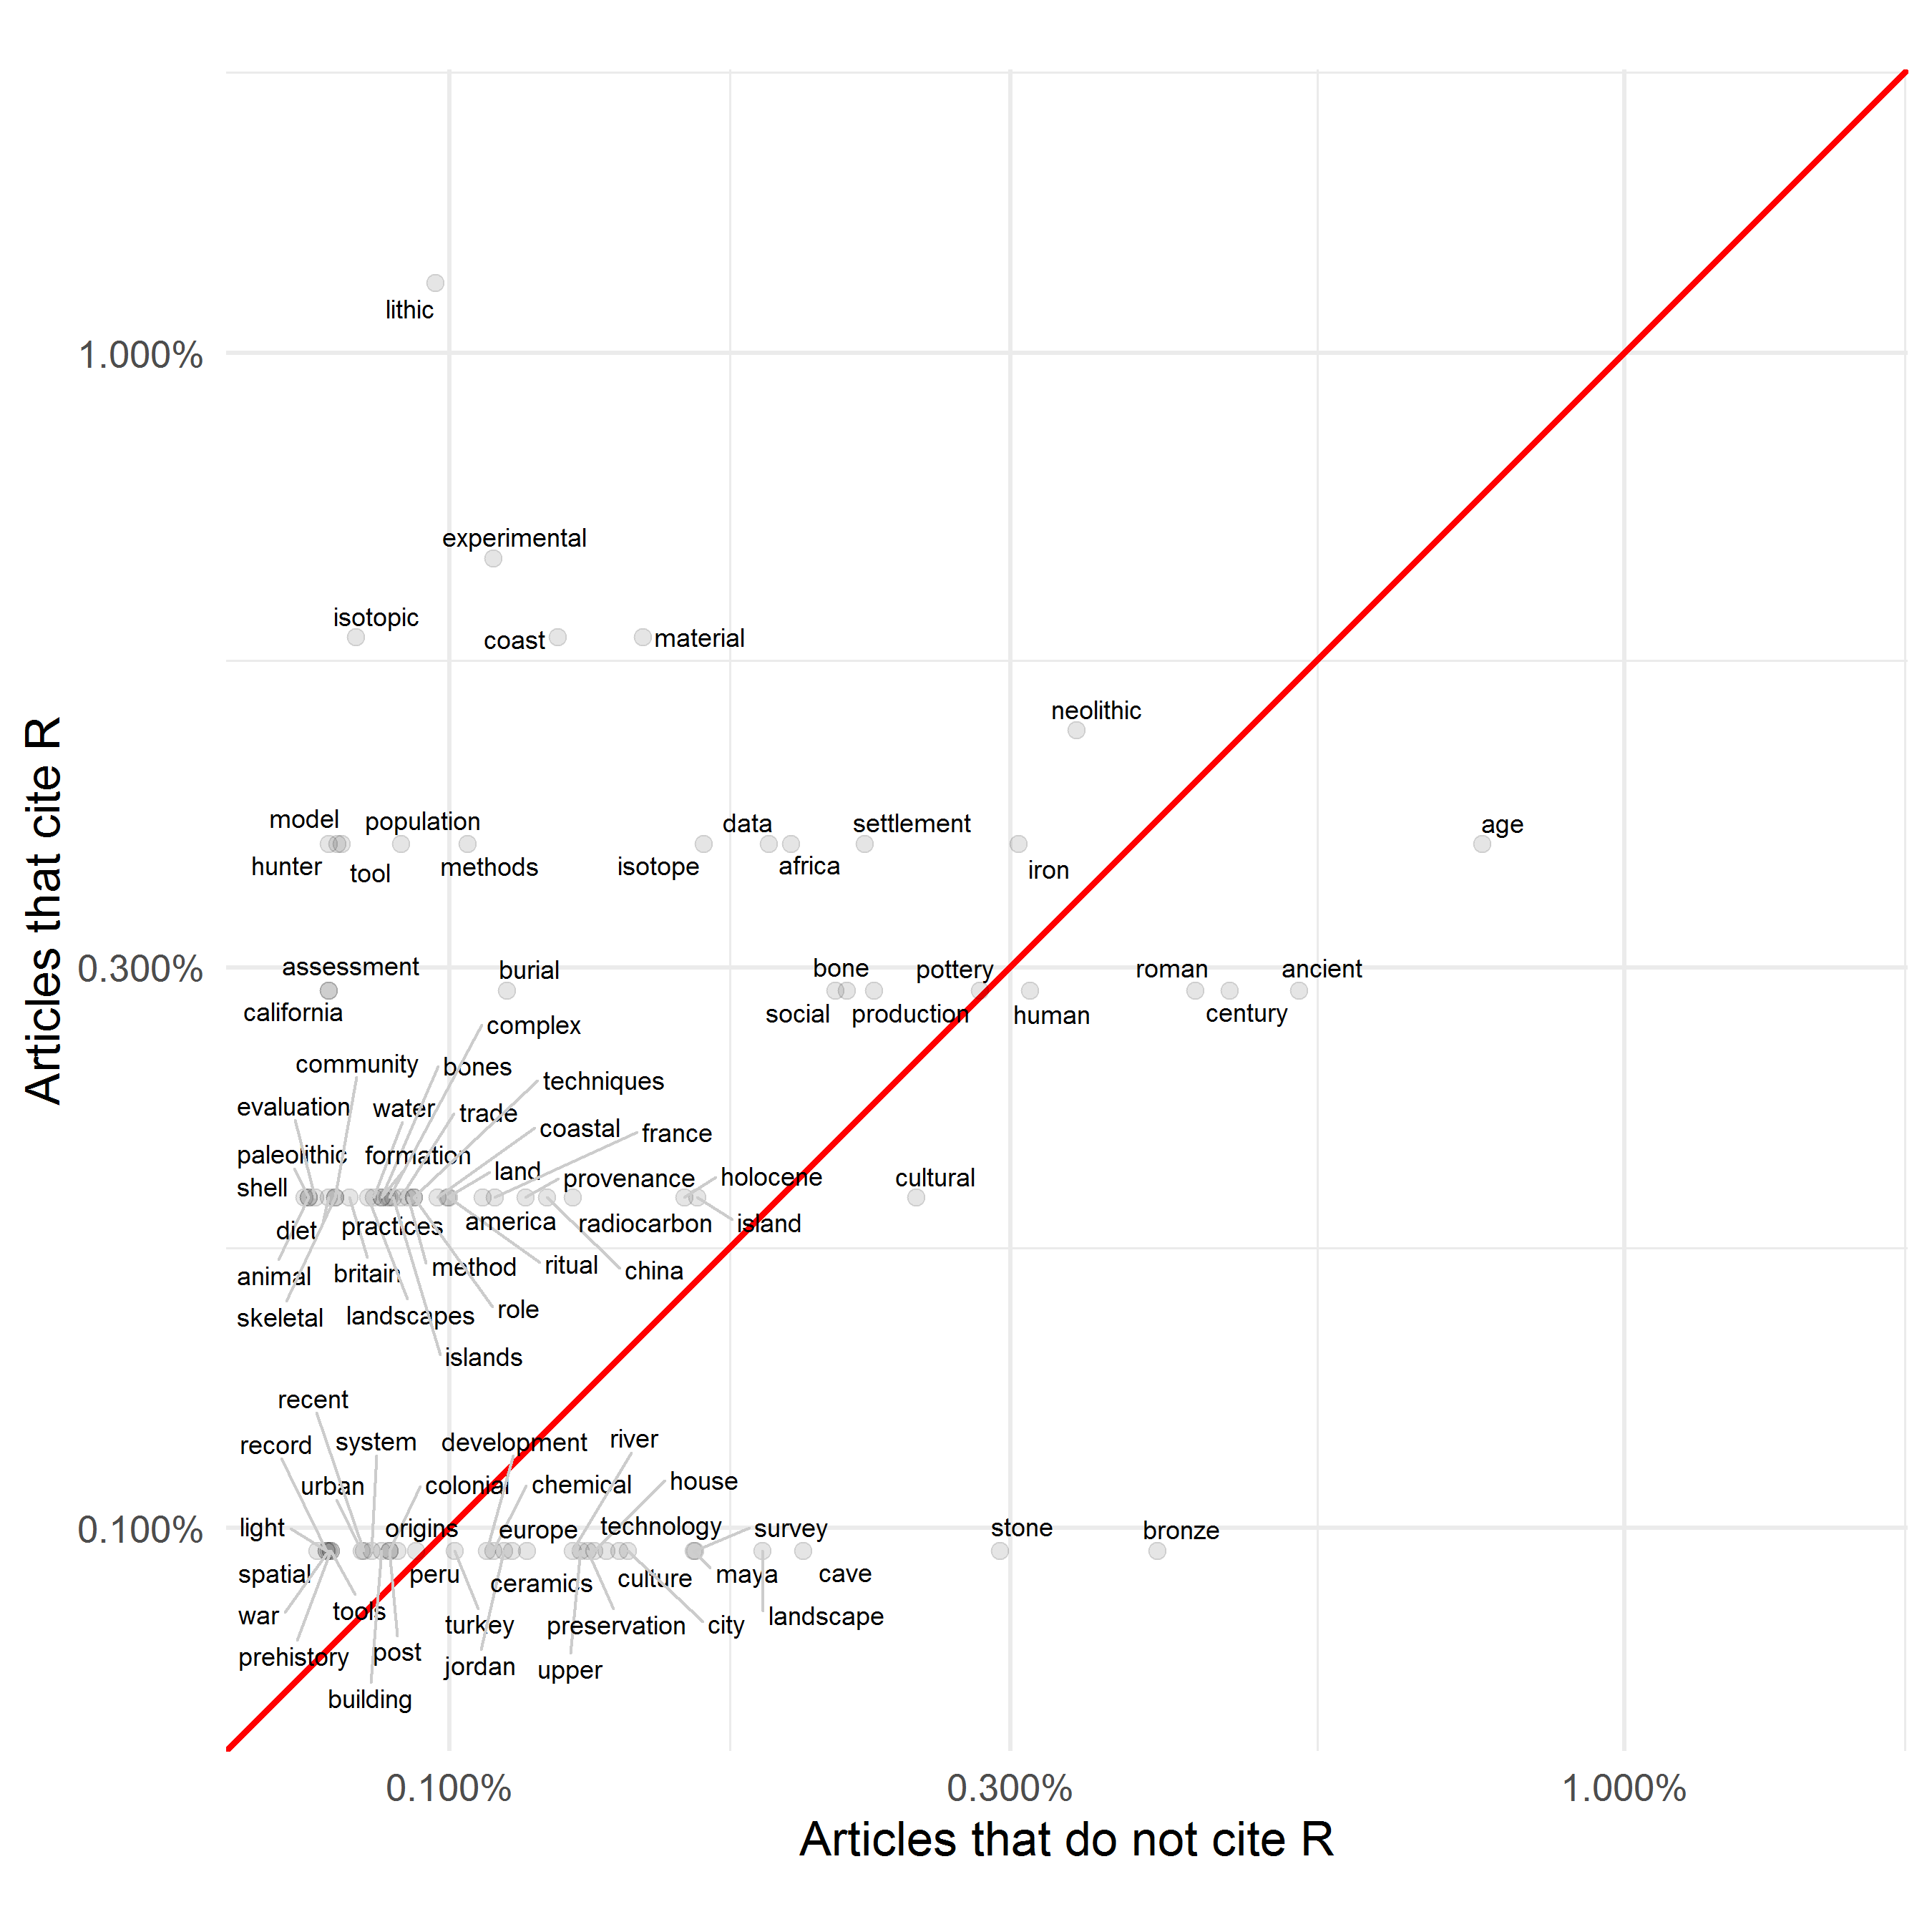 lithic
1.000%
experimental
isotopic
coast
material
neolithic
model
population
data
settlement
age
hunter
tool
methods
isotope
africa
iron
Articles that cite R
0.300%
assessment
burial
bone
pottery
roman
ancient
california
social
production
human
century
complex
community
bones
techniques
evaluation
water
trade
coastal
france
paleolithic
formation
land
provenance
holocene
cultural
shell
diet
practices
america
radiocarbon
island
animal
britain
method
ritual
china
skeletal
landscapes
role
islands
recent
record
system
development
river
urban
colonial
chemical
house
0.100%
light
origins
europe
technology
survey
stone
bronze
spatial
peru
ceramics
culture
maya
cave
war
tools
turkey
preservation
city
landscape
prehistory
post
jordan
upper
building
0.100%
0.300%
1.000%
Articles that do not cite R